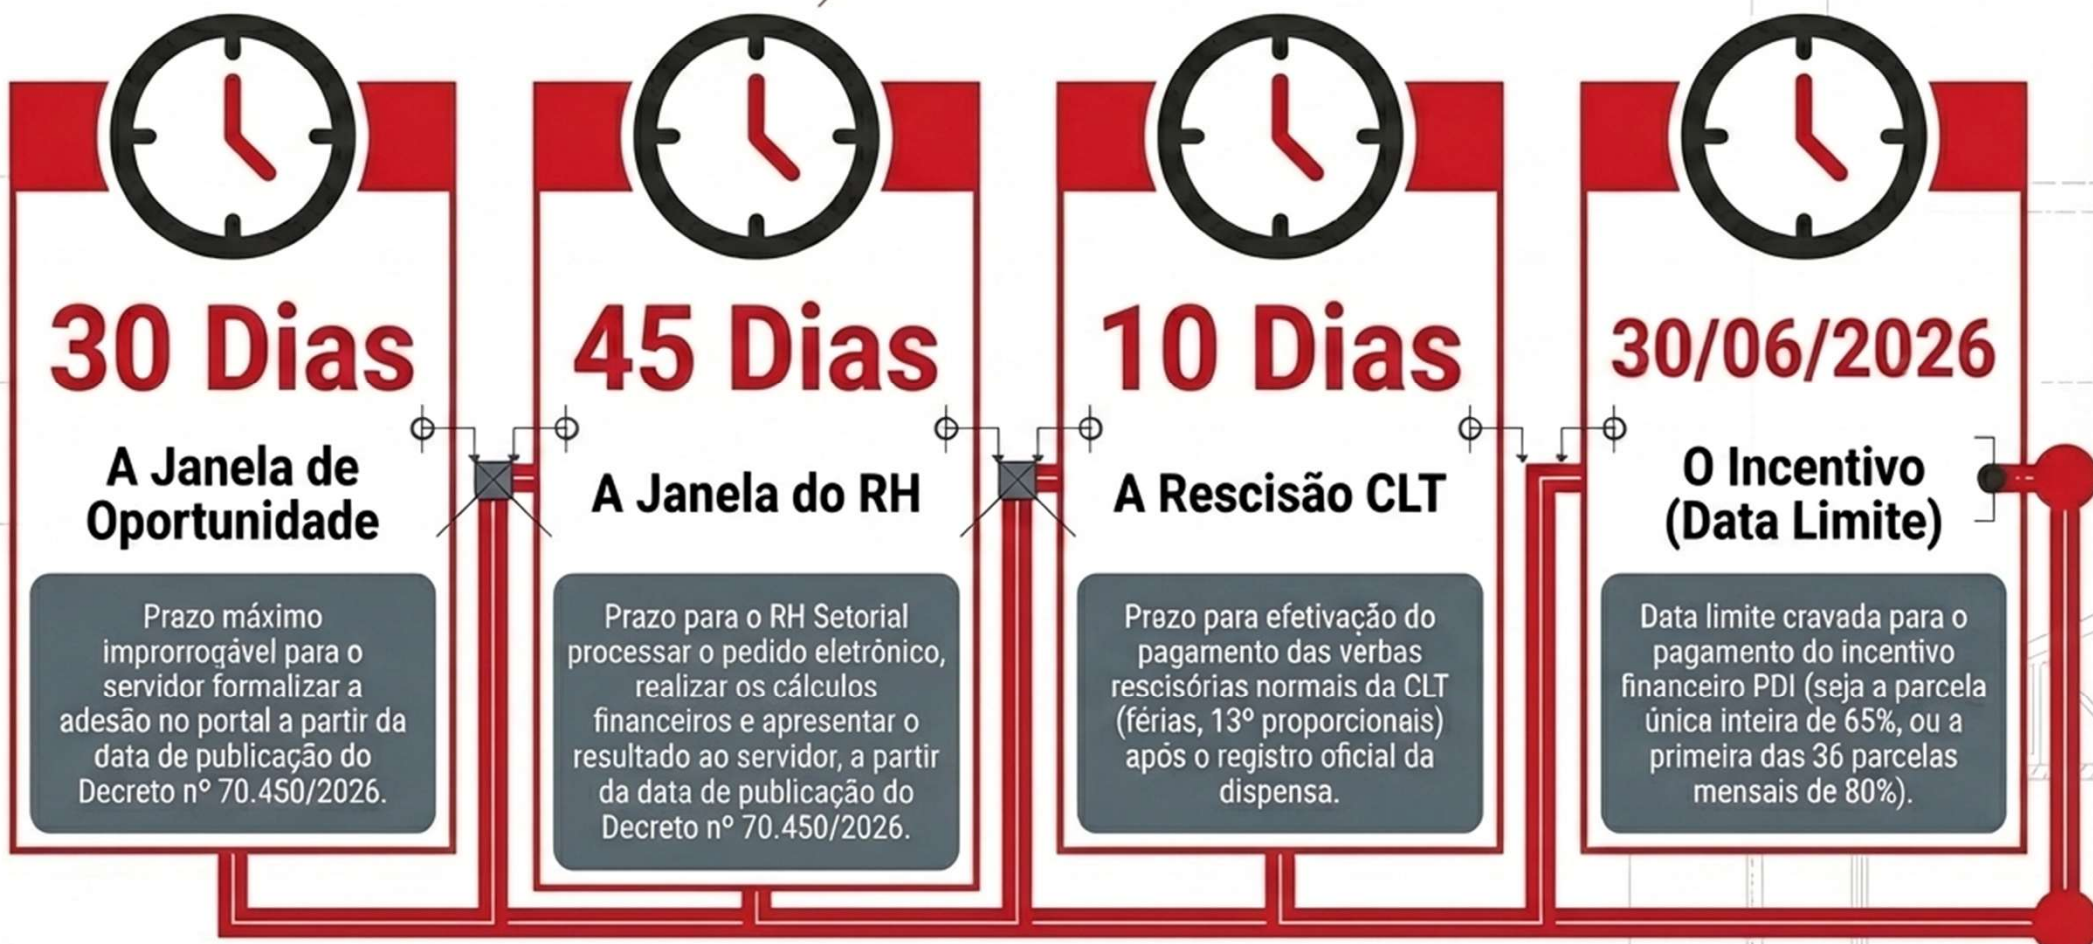 30 Dias
A Janela de
Oportunidade
Prazo máximo
improrrogável para o
servidor formalizar a
adesão no portal a partir da
data de publicação do
Decreto nº 70.450/2026.
45 Dias
A Janela do RH
Prazo para o RH Setorial
processar o pedido eletrônico,
realizar os cálculos
financeiros e apresentar o
resultado ao servidor, a partir
da data de publicação do
Decreto nº 70.450/2026.
10 Dias
A Rescisão CLT
Prazo para efetivação do
pagamento das verbas
rescisórias normais da CLT
(férias, 13º proporcionais)
após o registro oficial da
dispensa.
30/06/2026
O Incentivo
(Data Limite)
Data limite cravada para o
pagamento do incentivo
financeiro PDI (seja a parcela
única inteira de 65%, ou a
primeira das 36 parcelas
mensais de 80%).